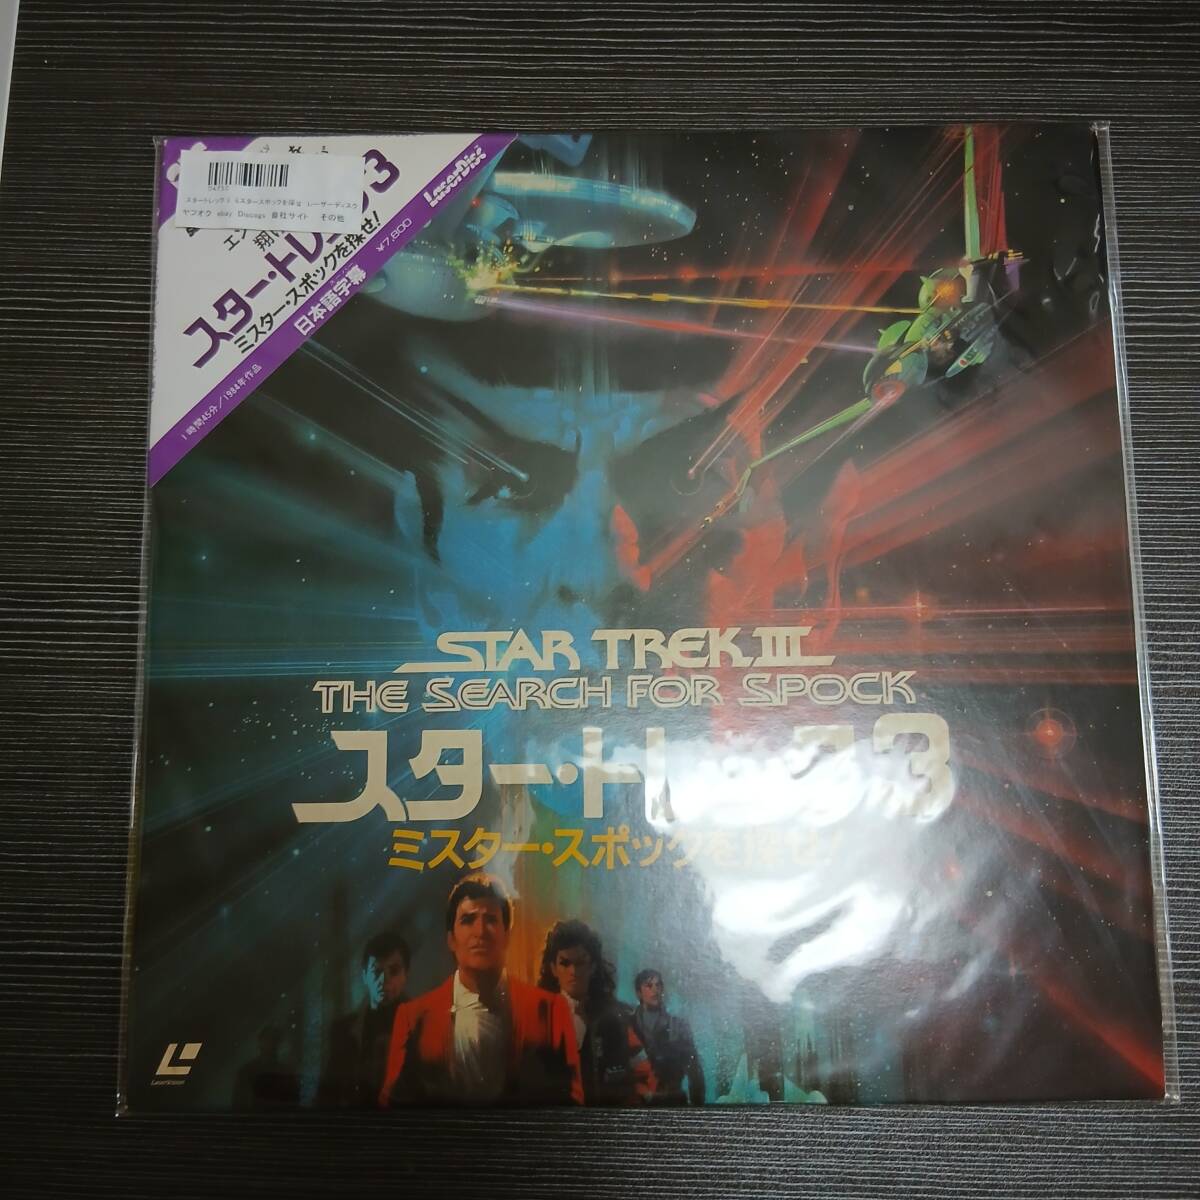 04750
スタートレック3 ミスタースポックを探せ レーザーディスク
ヤフオク ebay Discogs 自社サイト その他
3
LaserDisc
スター・トレ
ミスター・スポックを探せ!
¥7,800
日本語字幕
1時間45分/1984年作品
STAR TREK III
THE SEARCH FOR SPOCK
スター・トレック3
ミスター・スポックを探せ!
LaserVision